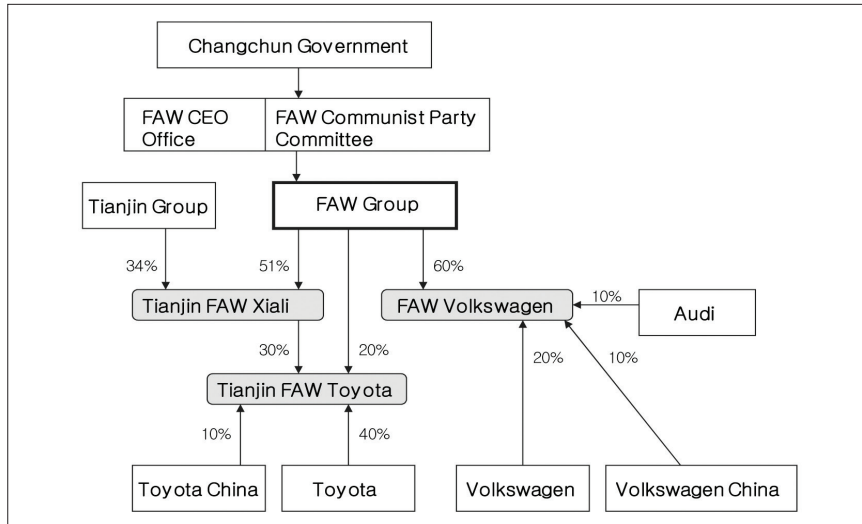 Changchun Government
FAW CEO
Office
FAW Communist Party
Committee
Tianjin Group
FAW Group
34%
51%
60%
Tianjin FAW Xiali
FAW Volkswagen
10%
Audi
30%
20%
20%
10%
Tianjin FAW Toyota
10%
40%
Toyota China
Toyota
Volkswagen
Volkswagen China